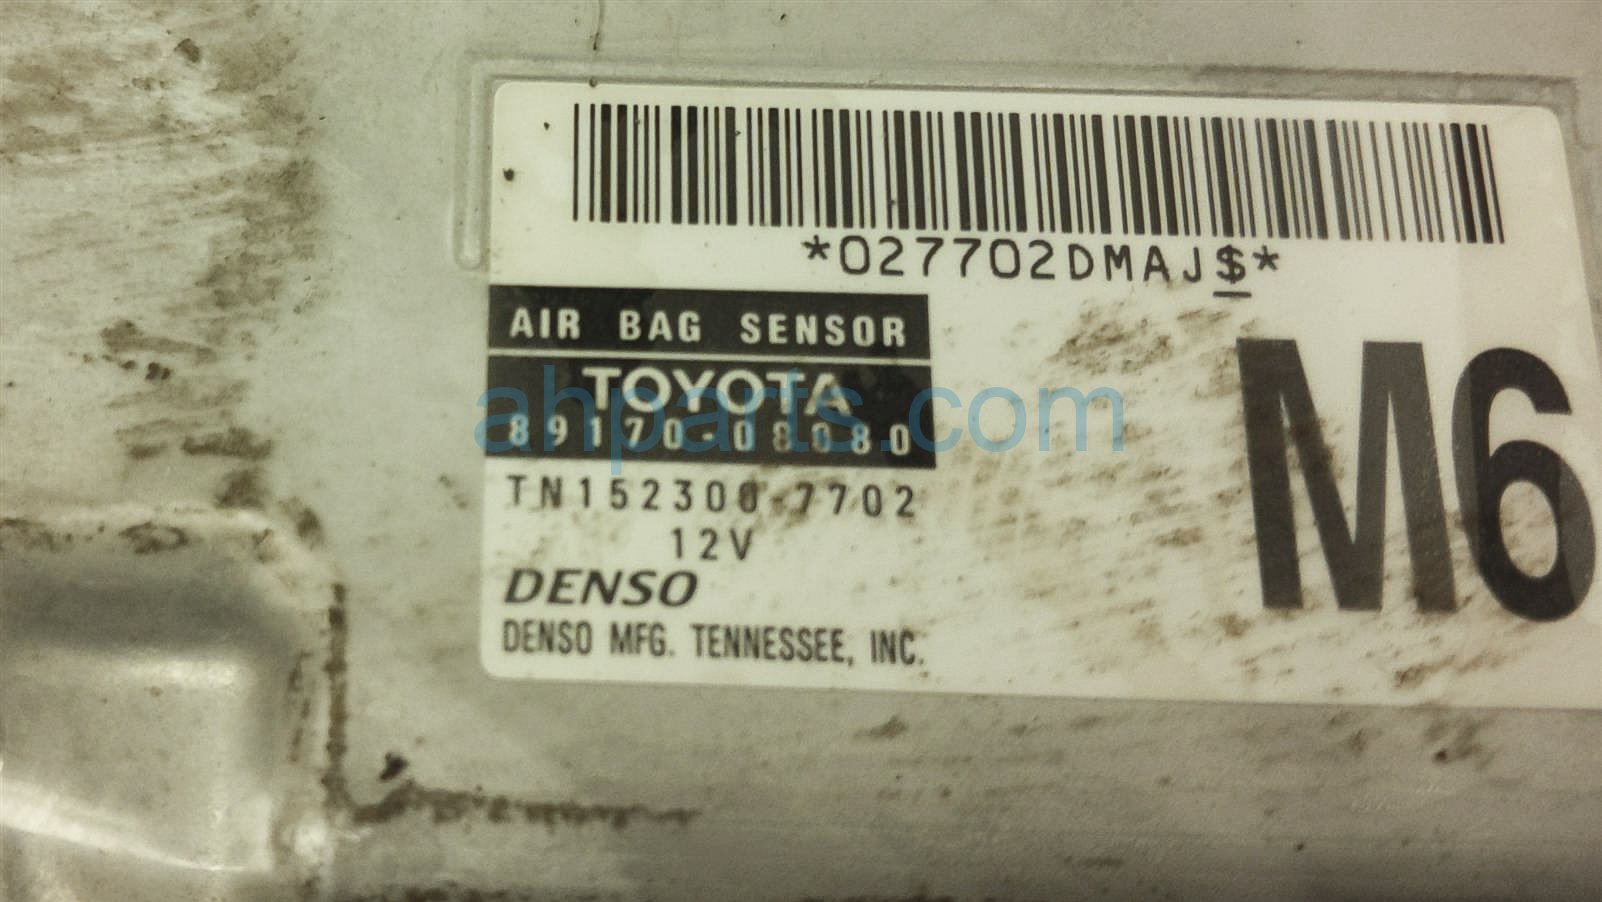 *027702DMAJ$*
AIR BAG SENSOR
TOYOTA
89170-08080
TN152300-7702
12V
DENSO
DENSO MFG. TENNESSEE, INC.
M6
ahparts.com